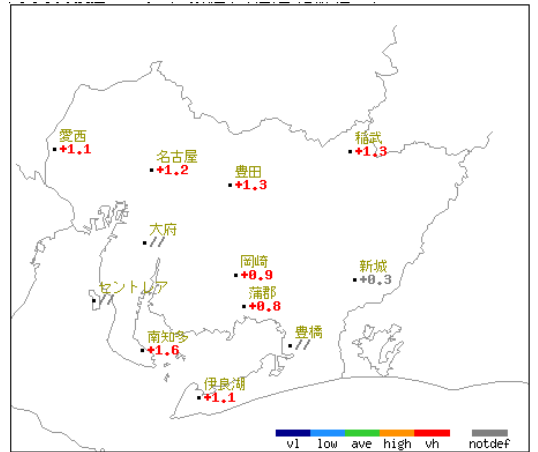 愛西
+1.1
稲武
+1.3
名古屋
+1.2
豊田
+1.3
大府
//
岡崎
+0.9
新城
+0.3
セントレア
//
蒲郡
+0.8
南知多
+1.6
豊橋
//
伊良湖
+1.1
vl low ave high vh notdef